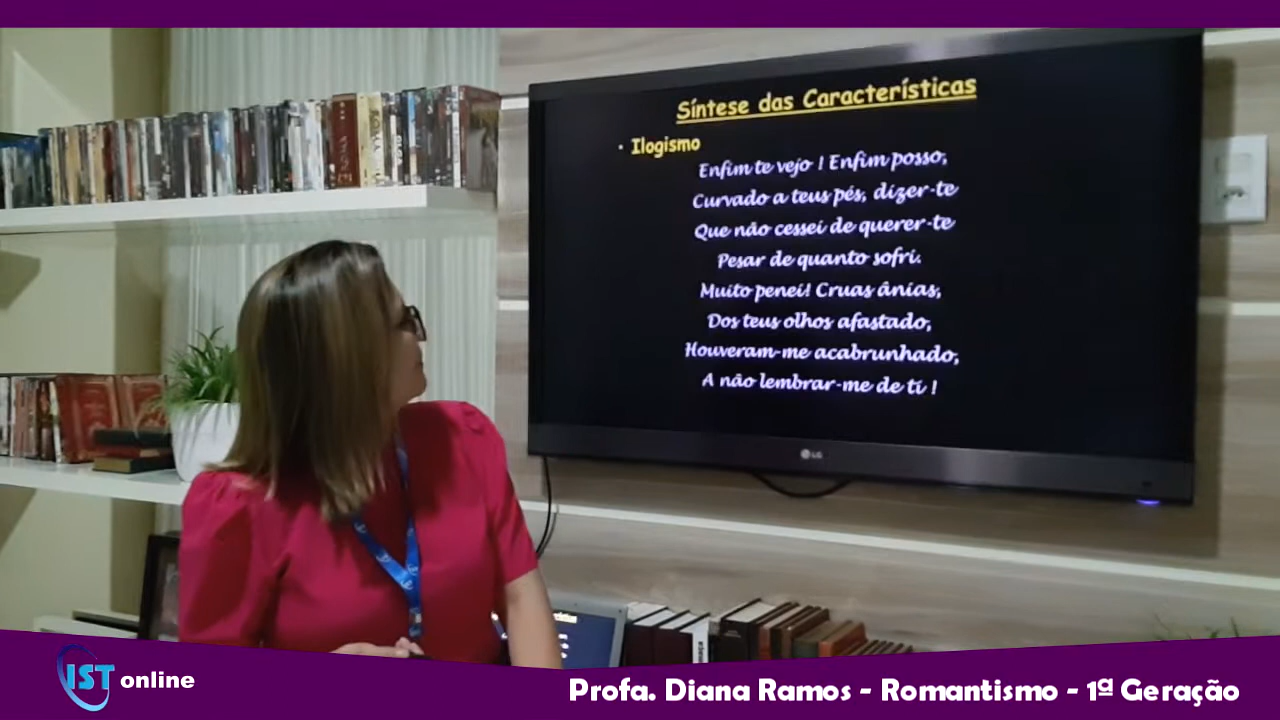 Síntese das Características
• Ilogismo
Enfim te vejo ! Enfim posso,
Curvado a teus pés, dizer-te
Que não cessei de querer-te
Pesar de quanto sofri.
Muito penei! Cruas ânias,
Dos teus olhos afastado,
Houveram-me acabrunhado,
A não lembrar-me de ti !
LG
IST online
Profa. Diana Ramos - Romantismo - 1ª Geração